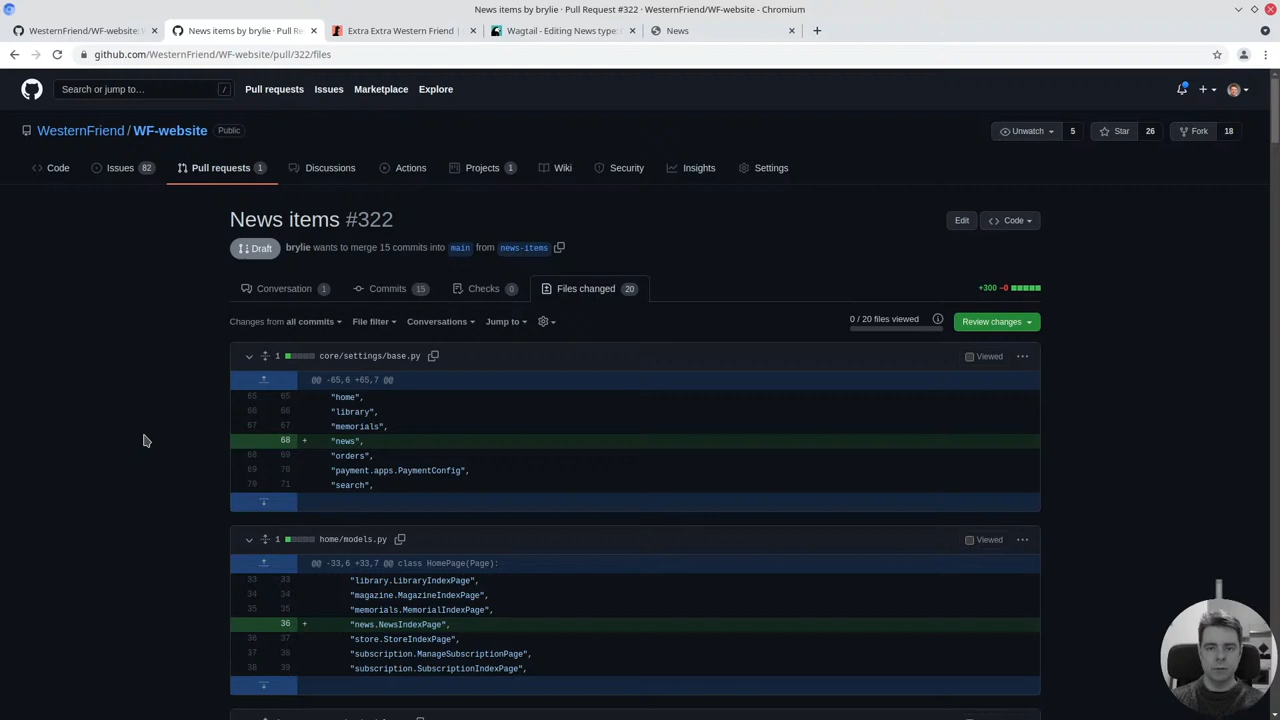 News items by brylie · Pull Request #322 · WesternFriend/WF-website - Chromium
WesternFriend/WF-website: W
News items by brylie · Pull Re
Extra Extra Western Friend |
Wagtail - Editing News type: C
News
github.com/WesternFriend/WF-website/pull/322/files
Search or jump to… /
Pull requests Issues Marketplace Explore
WesternFriend / WF-website Public
Unwatch 5 Star 26 Fork 18
Code Issues 82 Pull requests 1 Discussions Actions Projects 1 Wiki Security Insights Settings
News items #322
Edit Code
Draft brylie wants to merge 15 commits into main from news-items
Conversation 1 Commits 15 Checks 0 Files changed 20
+300 −0
Changes from all commits File filter Conversations Jump to
0 / 20 files viewed
Review changes
1 core/settings/base.py Viewed
@@ -65,6 +65,7 @@
65 65 "home",
66 66 "library",
67 67 "memorials",
68 + "news",
68 69 "orders",
69 70 "payment.apps.PaymentConfig",
70 71 "search",
1 home/models.py Viewed
@@ -33,6 +33,7 @@ class HomePage(Page):
33 33 "library.LibraryIndexPage",
34 34 "magazine.MagazineIndexPage",
35 35 "memorials.MemorialIndexPage",
36 + "news.NewsIndexPage",
36 37 "store.StoreIndexPage",
37 38 "subscription.ManageSubscriptionPage",
38 39 "subscription.SubscriptionIndexPage",